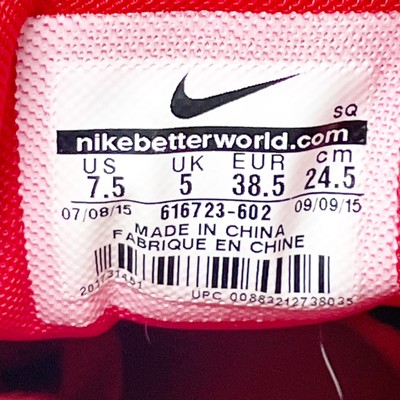 SQ
nikebetterworld.com
US UK EUR cm
7.5 5 38.5 24.5
07/08/15 616723-602 09/09/15
MADE IN CHINA
FABRIQUE EN CHINE
UPC 00883212738035